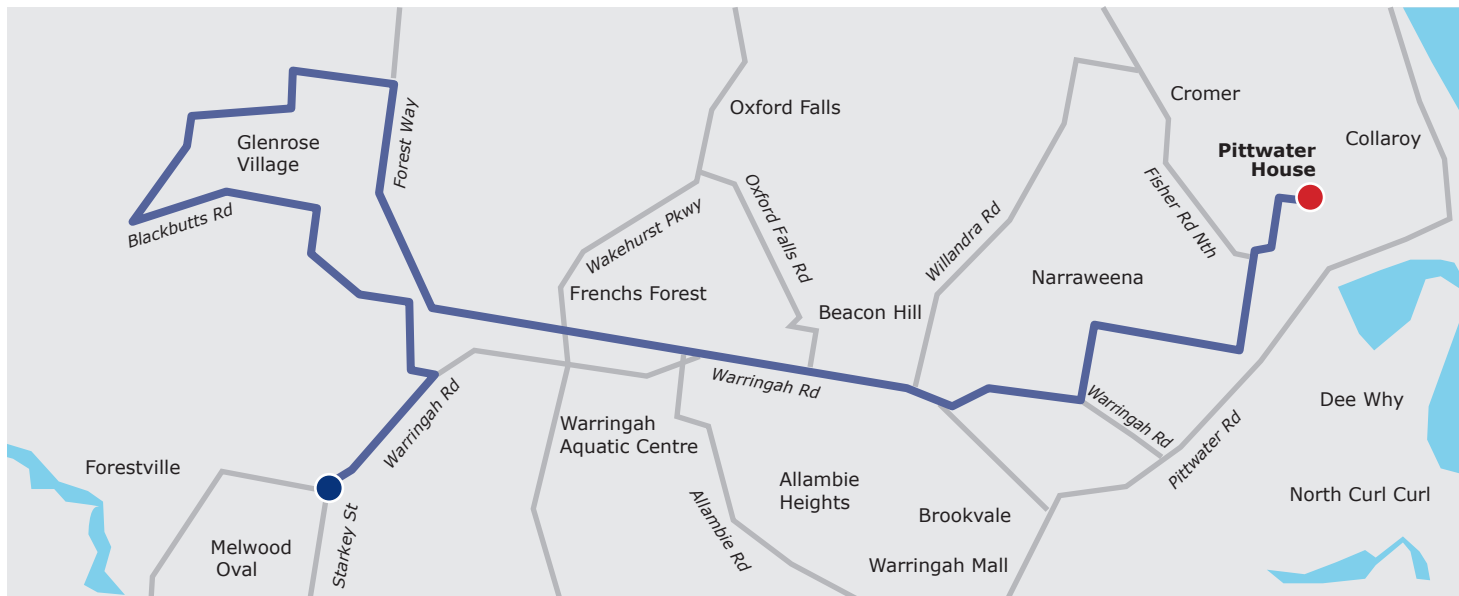 Cromer
Oxford Falls
Collaroy
Glenrose
Village
Forest Way
Pittwater
House
Blackbutts Rd
Wakehurst Pkwy
Oxford Falls Rd
Willandra Rd
Fisher Rd Nth
Narraweena
Frenchs Forest
Beacon Hill
Warringah Rd
Warringah Rd
Warringah Rd
Pittwater Rd
Dee Why
Warringah
Aquatic Centre
Forestville
Allambie
Heights
North Curl Curl
Allambie Rd
Brookvale
Starkey St
Melwood
Oval
Warringah Mall